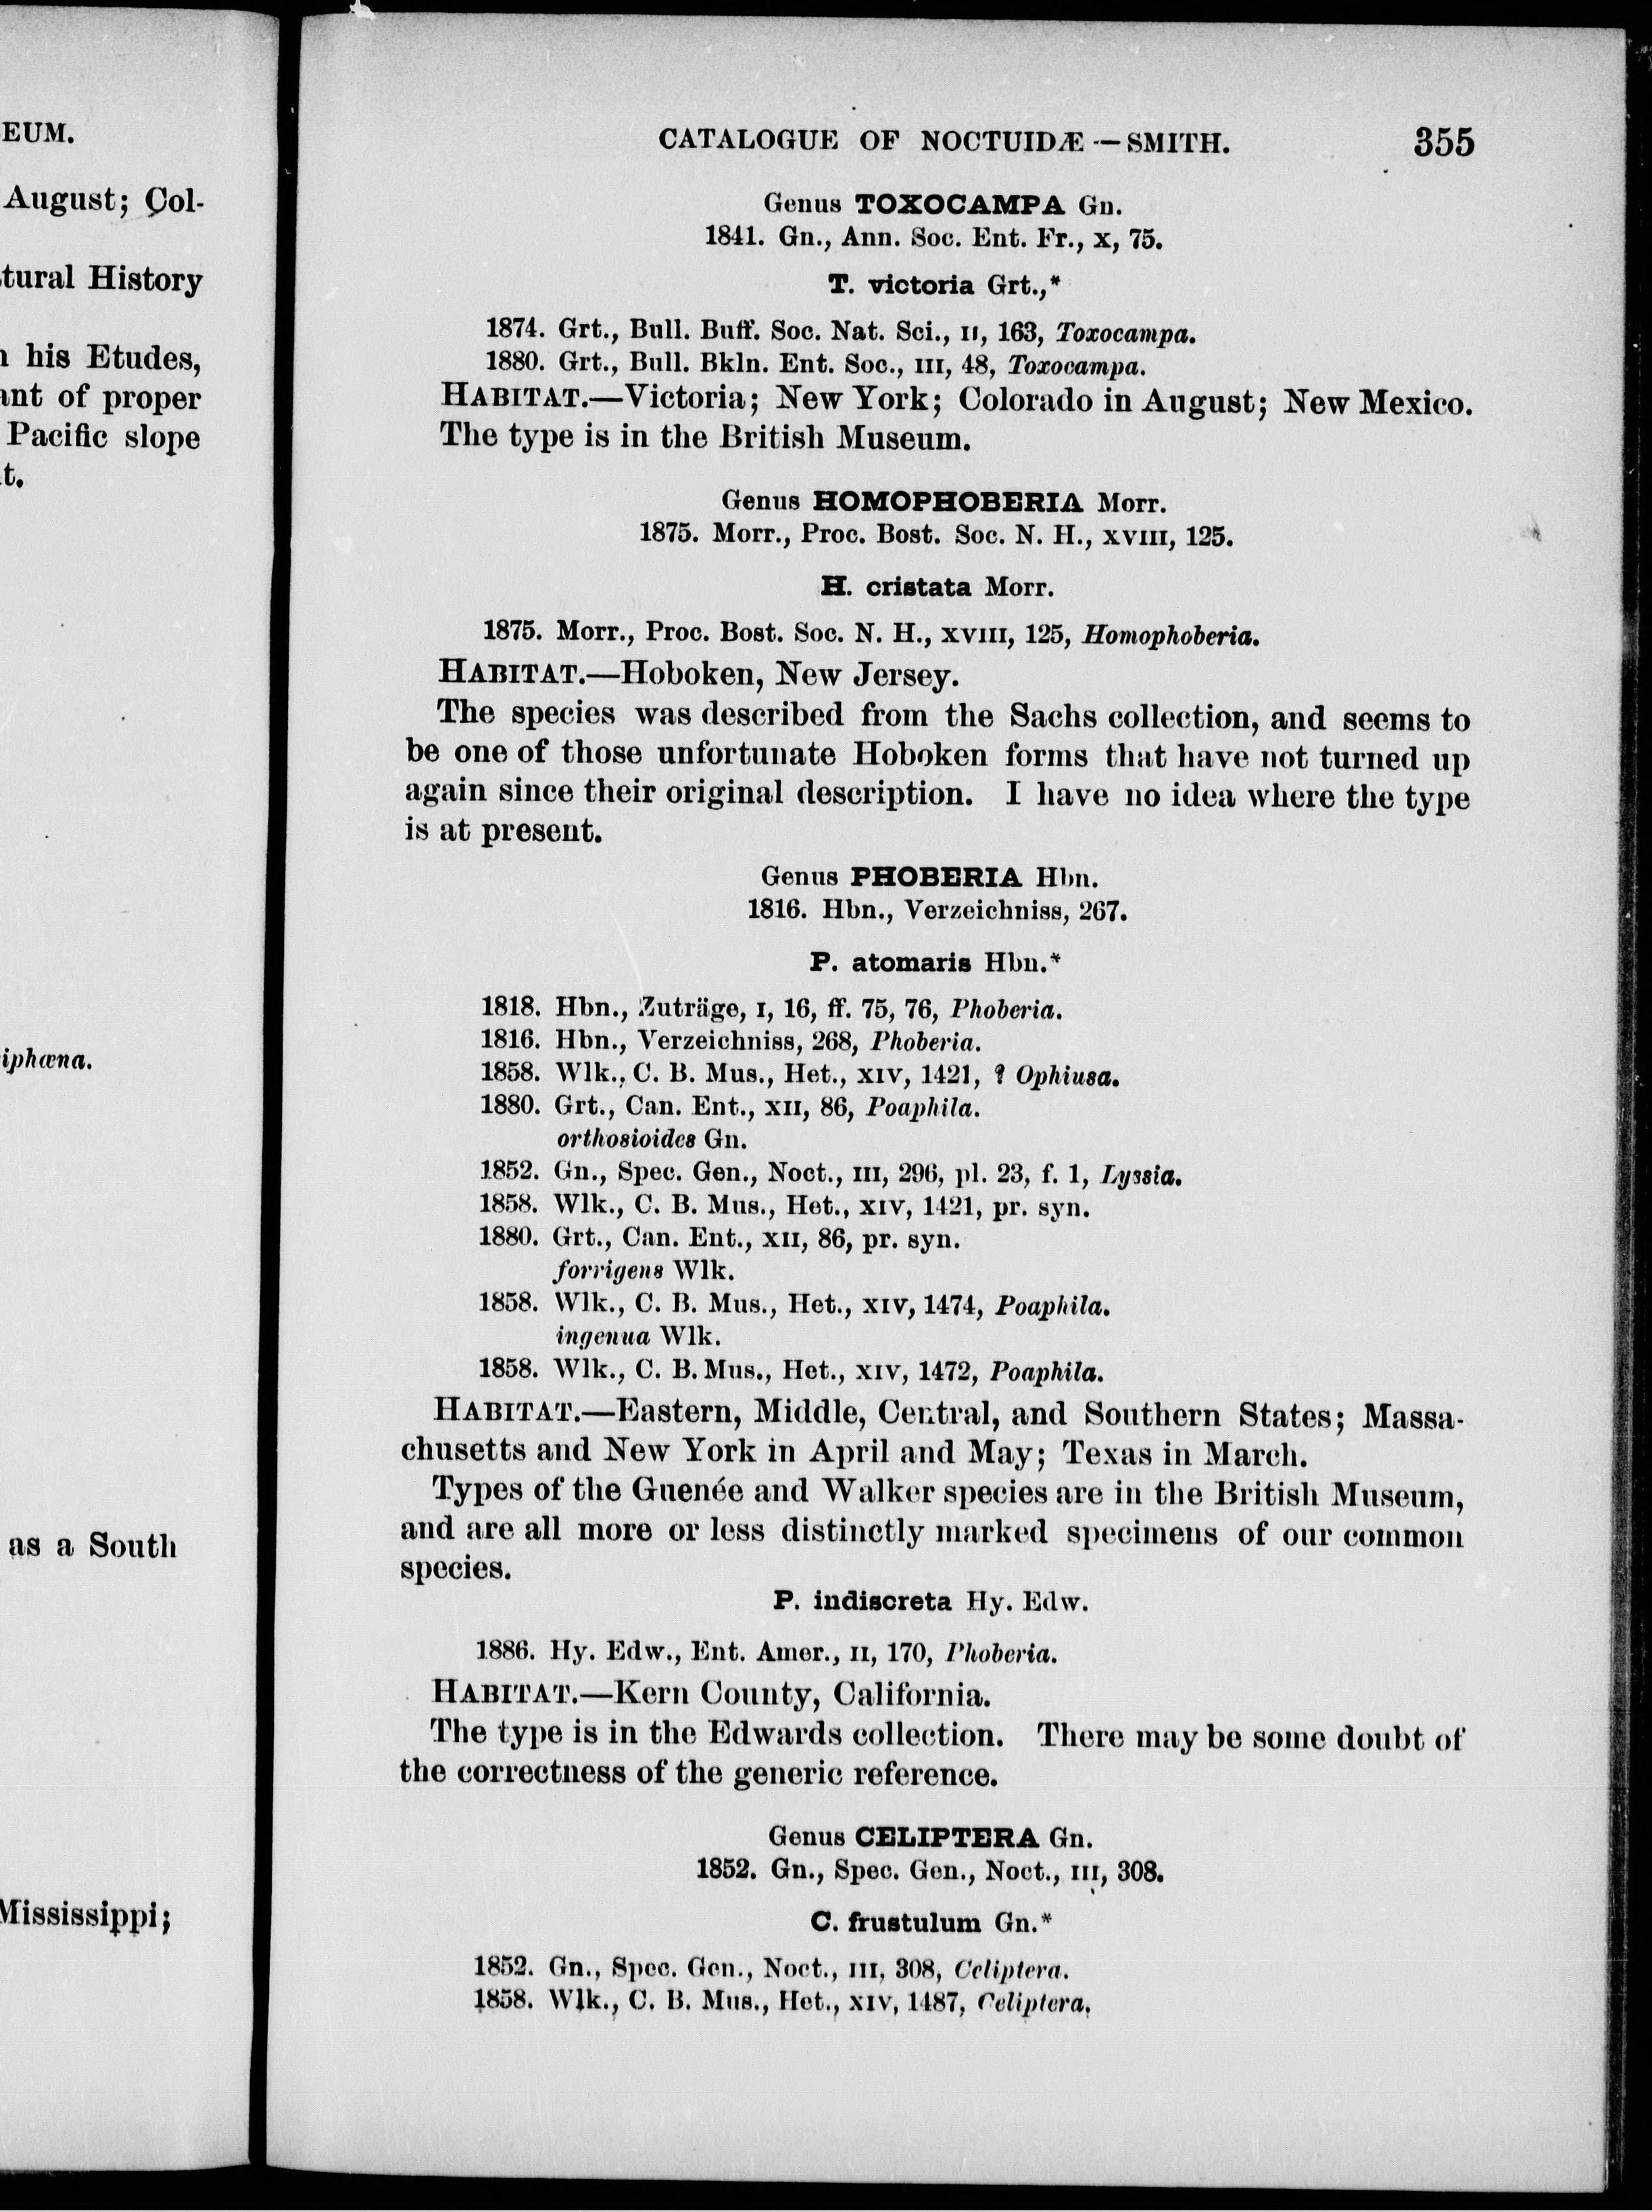 EUM.
August; Col-
tural History
his Etudes,
ant of proper
Pacific slope
t.
iphæna.
as a South
Mississippi;
CATALOGUE OF NOCTUIDÆ—SMITH. 355
Genus TOXOCAMPA Gn.
1841. Gn., Ann. Soc. Ent. Fr., X, 75.
T. victoria Grt.,*
1874. Grt., Bull. Buff. Soc. Nat. Sci., II, 163, Toxocampa.
1880. Grt., Bull. Bkln. Ent. Soc., III, 48, Toxocampa.
HABITAT.—Victoria; New York; Colorado in August; New Mexico.
The type is in the British Museum.
Genus HOMOPHOBERIA Morr.
1875. Morr., Proc. Bost. Soc. N. H., XVIII, 125.
H. cristata Morr.
1875. Morr., Proc. Bost. Soc. N. H., XVIII, 125, Homophoberia.
HABITAT.—Hoboken, New Jersey.
The species was described from the Sachs collection, and seems to
be one of those unfortunate Hoboken forms that have not turned up
again since their original description. I have no idea where the type
is at present.
Genus PHOBERIA Hbn.
1816. Hbn., Verzeichniss, 267.
P. atomaris Hbn.*
1818. Hbn., Zuträge, I, 16, ff. 75, 76, Phoberia.
1816. Hbn., Verzeichniss, 268, Phoberia.
1858. Wlk., C. B. Mus., Het., XIV, 1421, ? Ophiusa.
1880. Grt., Can. Ent., XII, 86, Poaphila.
orthosioides Gn.
1852. Gn., Spec. Gen., Noct., III, 296, pl. 23, f. 1, Lyssia.
1858. Wlk., C. B. Mus., Het., XIV, 1421, pr. syn.
1880. Grt., Can. Ent., XII, 86, pr. syn.
forrigens Wlk.
1858. Wlk., C. B. Mus., Het., XIV, 1474, Poaphila.
ingenua Wlk.
1858. Wlk., C. B. Mus., Het., XIV, 1472, Poaphila.
HABITAT.—Eastern, Middle, Central, and Southern States; Massa-
chusetts and New York in April and May; Texas in March.
Types of the Guenée and Walker species are in the British Museum,
and are all more or less distinctly marked specimens of our common
species.
P. indiscreta Hy. Edw.
1886. Hy. Edw., Ent. Amer., II, 170, Phoberia.
HABITAT.—Kern County, California.
The type is in the Edwards collection. There may be some doubt of
the correctness of the generic reference.
Genus CELIPTERA Gn.
1852. Gn., Spec. Gen., Noct., III, 308.
C. frustulum Gn.*
1852. Gn., Spec. Gen., Noct., III, 308, Celiptera.
1858. Wlk., C. B. Mus., Het., XIV, 1487, Celiptera.